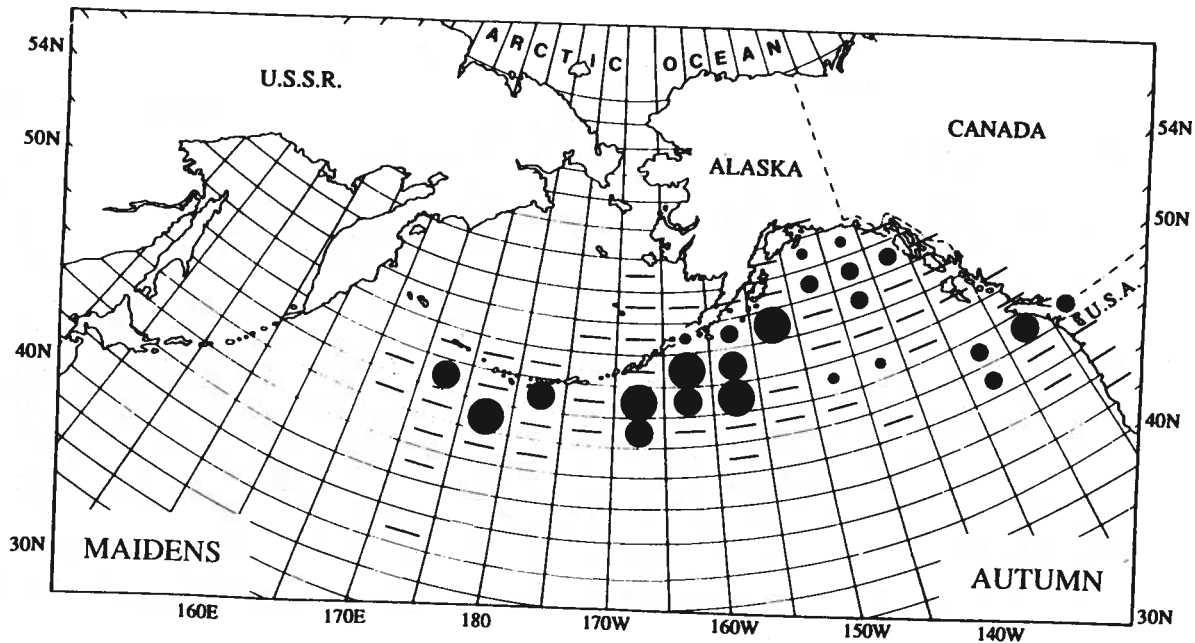 54N
ARCTIC OCEAN
U.S.S.R.
CANADA
54N
50N
ALASKA
50N
U.S.A.
40N
40N
30N
MAIDENS
AUTUMN
30N
160E 170E 180 170W 160W 150W 140W